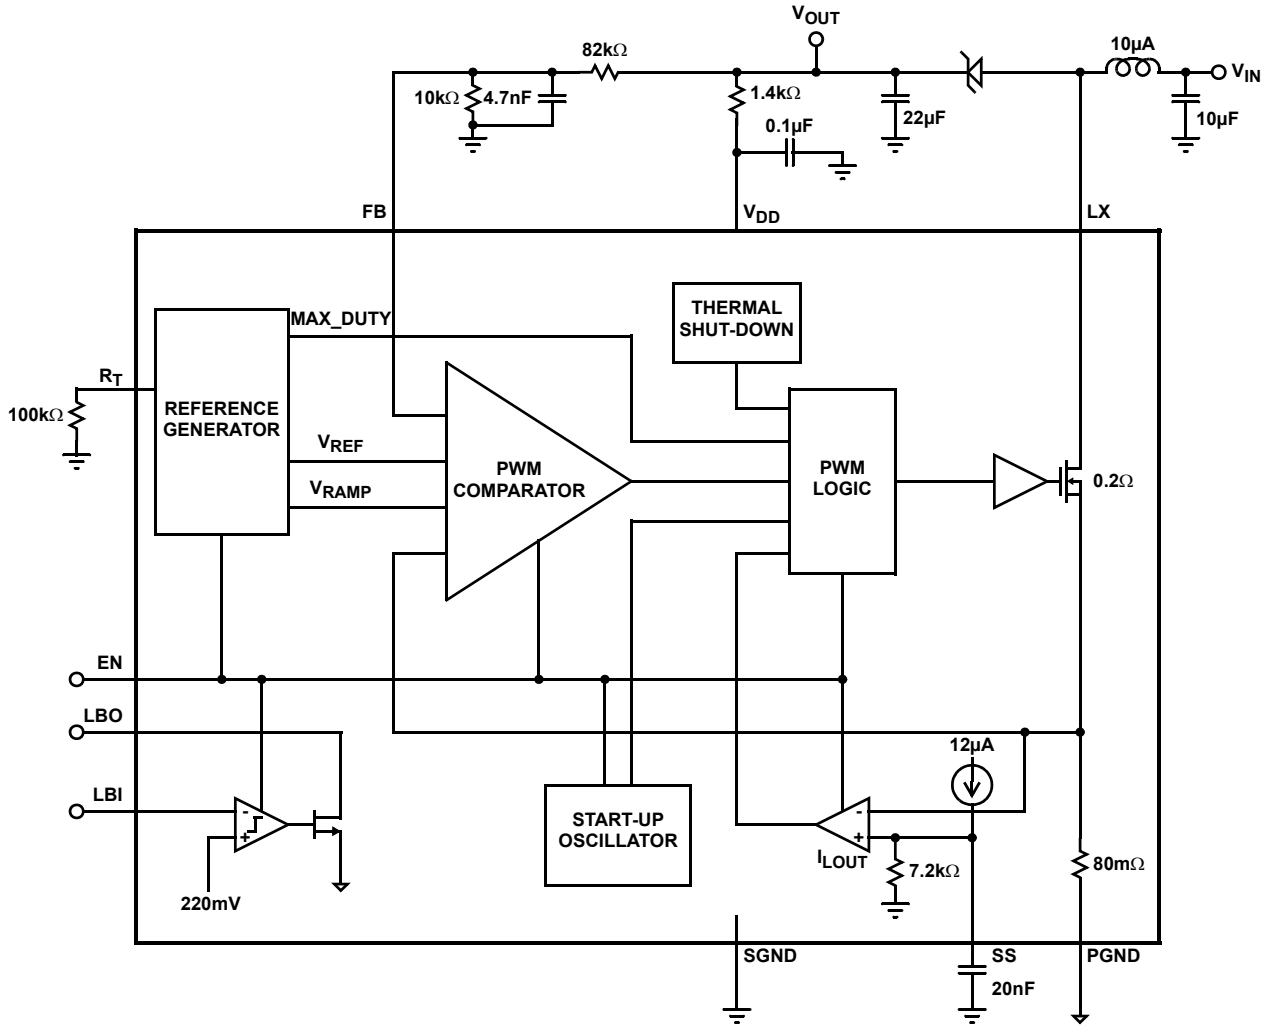 VOUT
10µA
VIN
82kΩ
10kΩ
4.7nF
1.4kΩ
22µF
10µF
0.1µF
FB
VDD
LX
MAX_DUTY
THERMAL
SHUT-DOWN
RT
100kΩ
REFERENCE
GENERATOR
VREF
VRAMP
PWM
COMPARATOR
PWM
LOGIC
0.2Ω
EN
LBO
LBI
-
+
220mV
START-UP
OSCILLATOR
12µA
-
+
ILOUT
7.2kΩ
80mΩ
SGND
SS
PGND
20nF